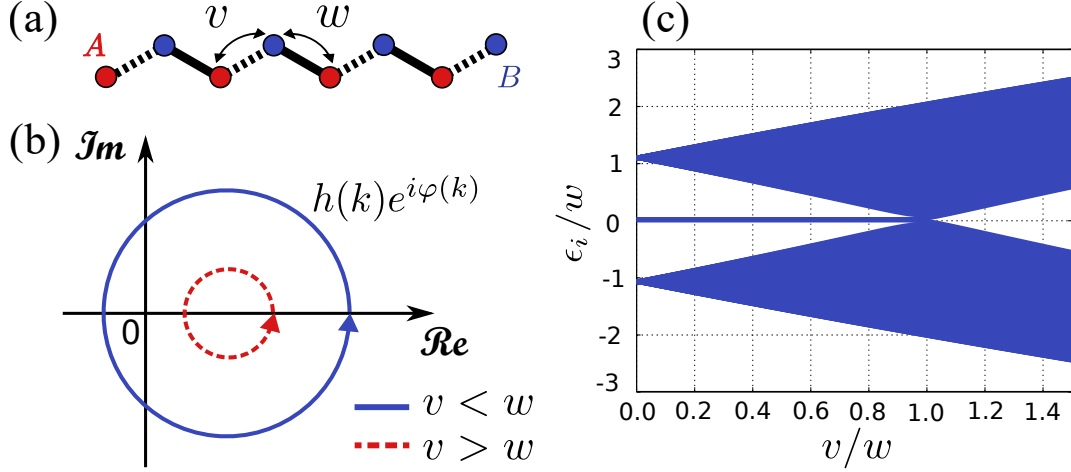 (a)
v
w
A
B
(b)
Im
h(k)e^{iφ(k)}
0
Re
v < w
v > w
(c)
ϵ_i/w
3
2
1
0
-1
-2
-3
0.0 0.2 0.4 0.6 0.8 1.0 1.2 1.4
v/w